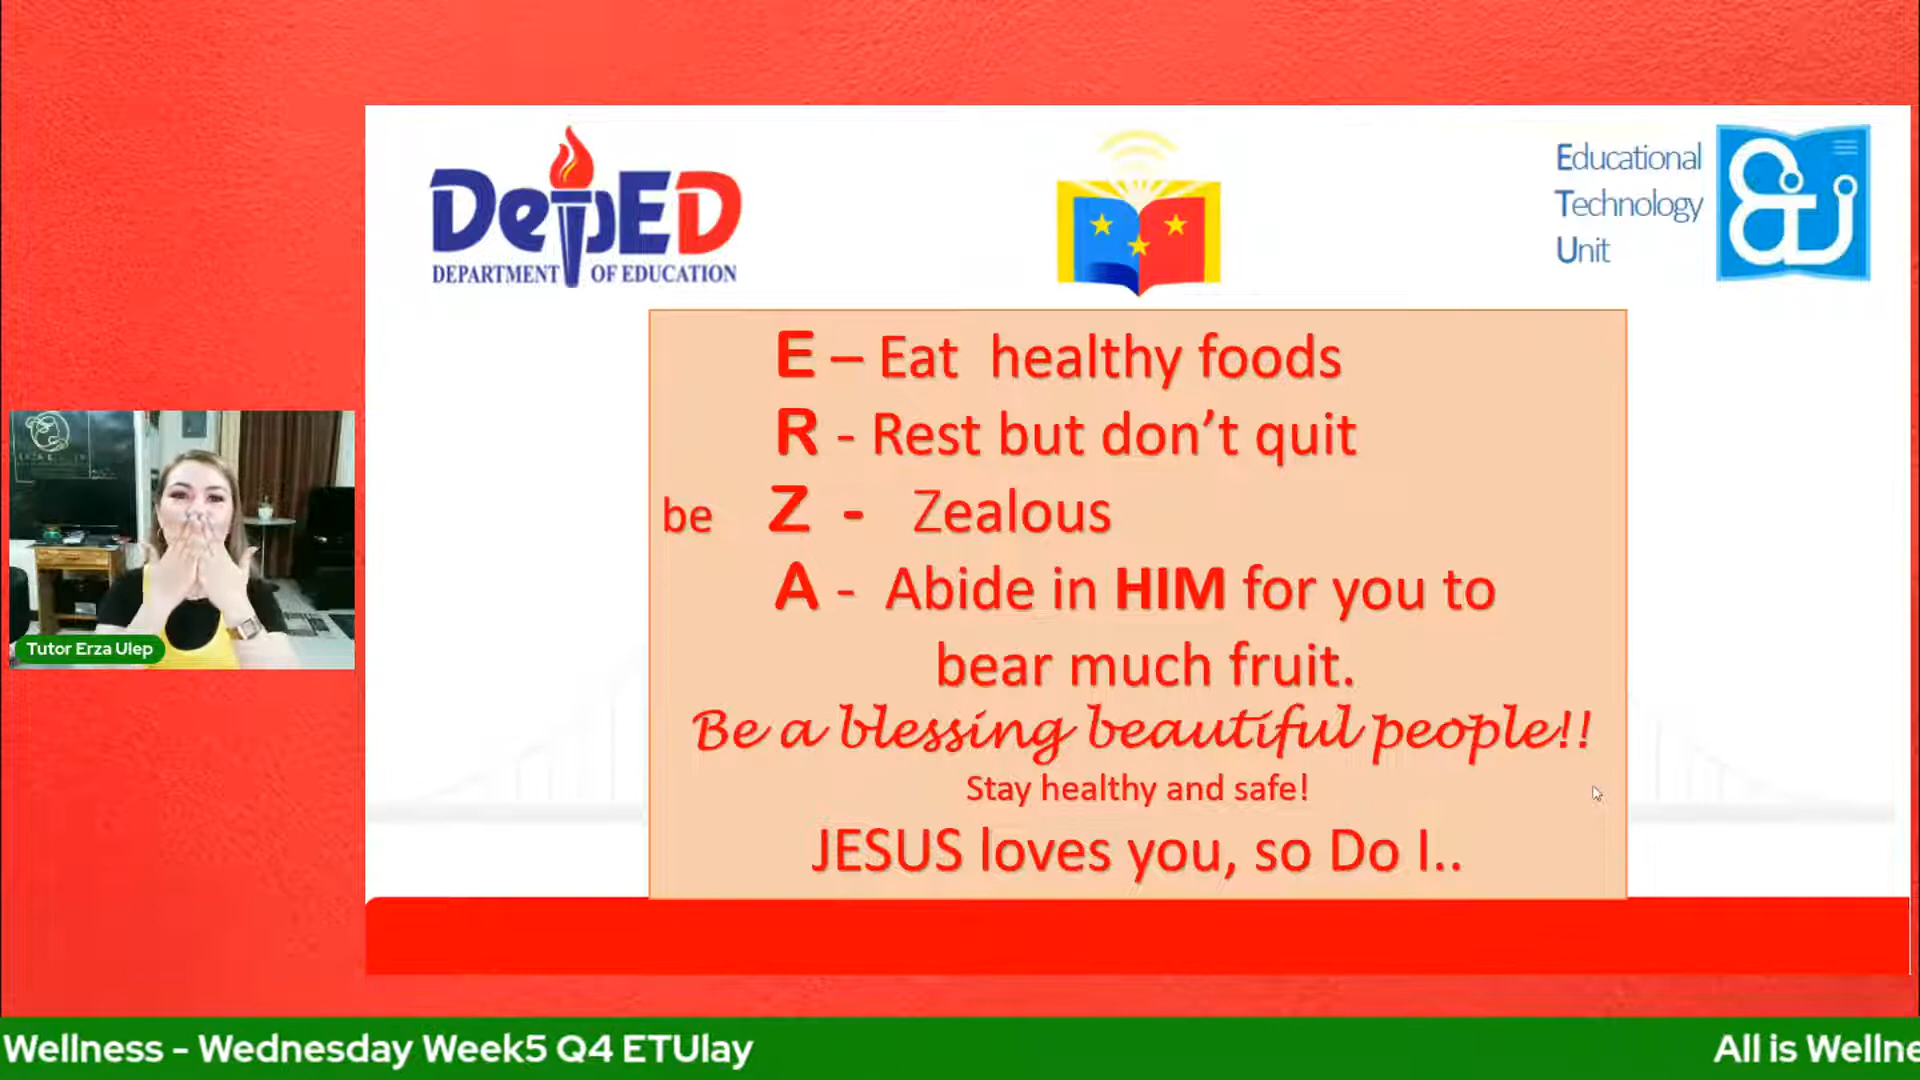 DepED
DEPARTMENT OF EDUCATION
Educational
Technology
Unit
E – Eat healthy foods
R - Rest but don’t quit
be Z - Zealous
A - Abide in HIM for you to
bear much fruit.
Be a blessing beautiful people!!
Stay healthy and safe!
JESUS loves you, so Do I..
Tutor Erza Ulep
Wellness - Wednesday Week5 Q4 ETUlay
All is Wellne